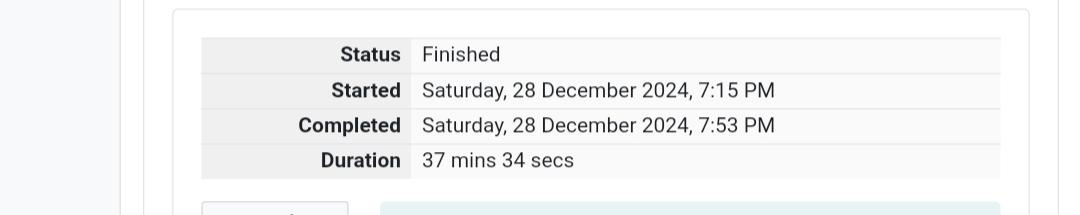 Status Finished
Started Saturday, 28 December 2024, 7:15 PM
Completed Saturday, 28 December 2024, 7:53 PM
Duration 37 mins 34 secs